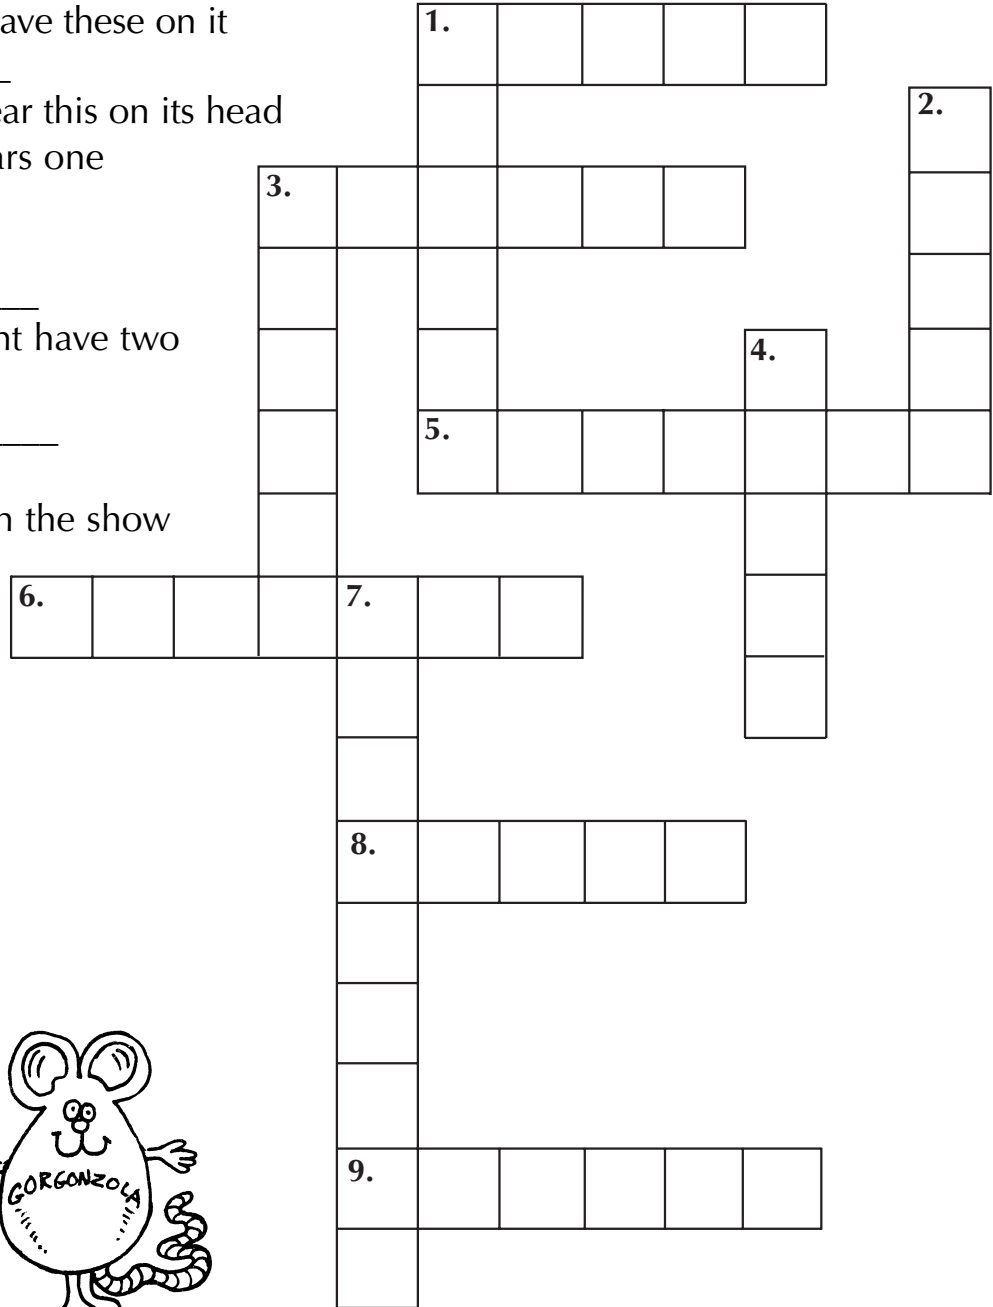 ave these on it
_
ear this on its head
ars one
___
nt have two
____
n the show
1.
2.
3.
4.
5.
6.
7.
8.
9.
GORGONZOLA